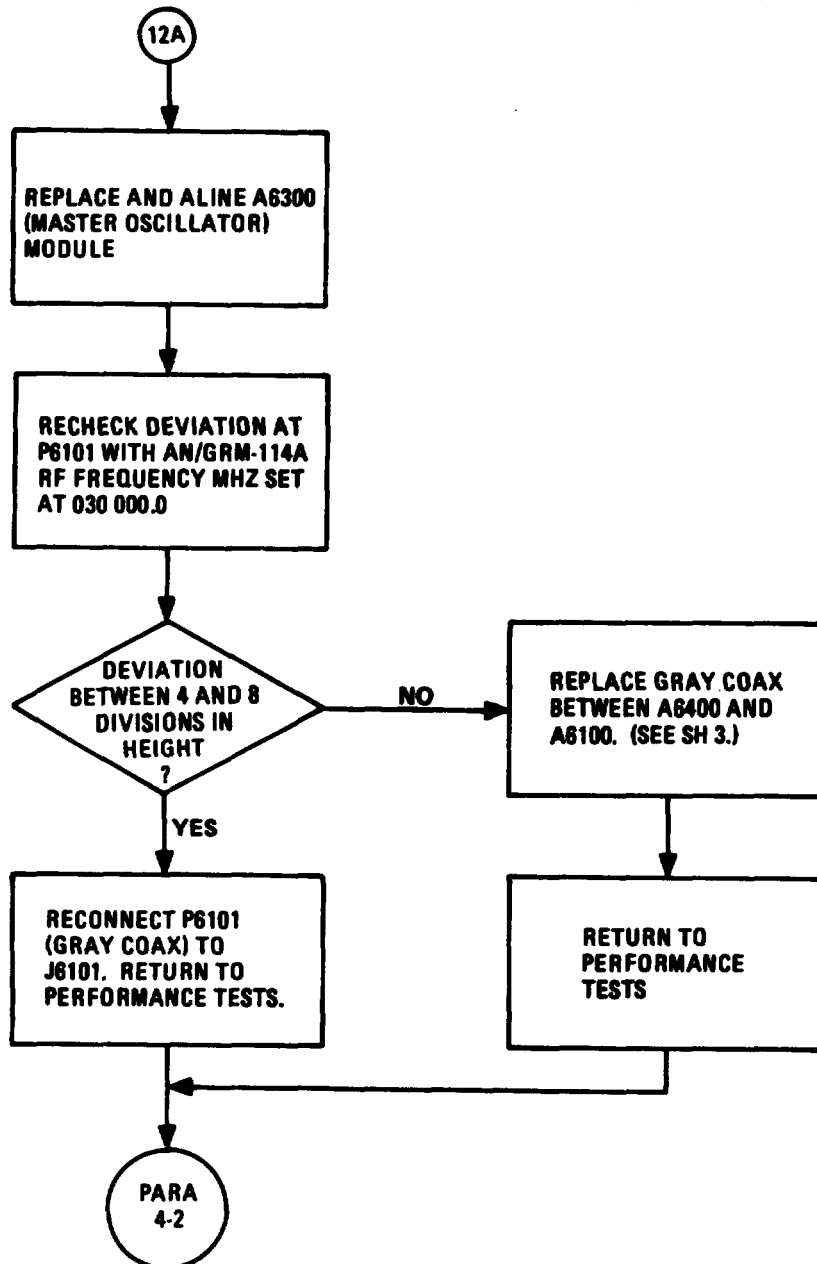 12A
REPLACE AND ALINE A6300
(MASTER OSCILLATOR)
MODULE
RECHECK DEVIATION AT
P6101 WITH AN/GRM-114A
RF FREQUENCY MHZ SET
AT 030 000.0
DEVIATION
BETWEEN 4 AND 8
DIVISIONS IN
HEIGHT
?
NO
REPLACE GRAY COAX
BETWEEN A6400 AND
A6100. (SEE SH 3.)
YES
RECONNECT P6101
(GRAY COAX) TO
J6101. RETURN TO
PERFORMANCE TESTS.
RETURN TO
PERFORMANCE
TESTS
PARA
4-2